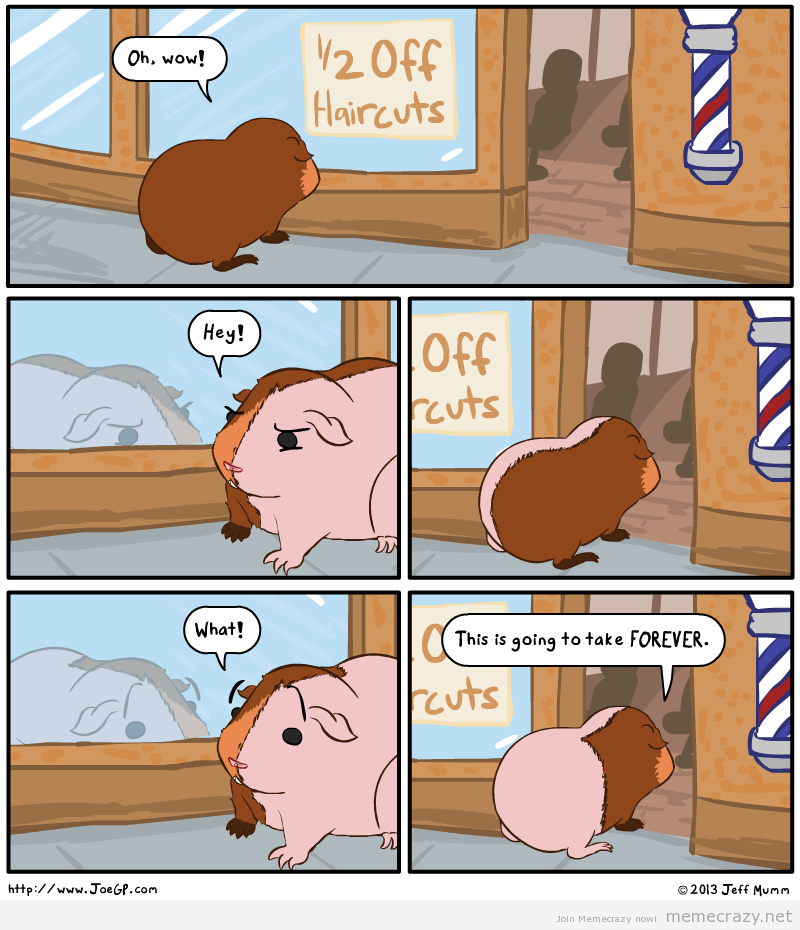 Oh, wow!
1/2 Off
Haircuts
Hey!
Off
rcuts
What!
O
rcuts
This is going to take FOREVER.
http://www.JoeGP.com
©2013 Jeff Mumm
Join Memecrazy now! memecrazy.net